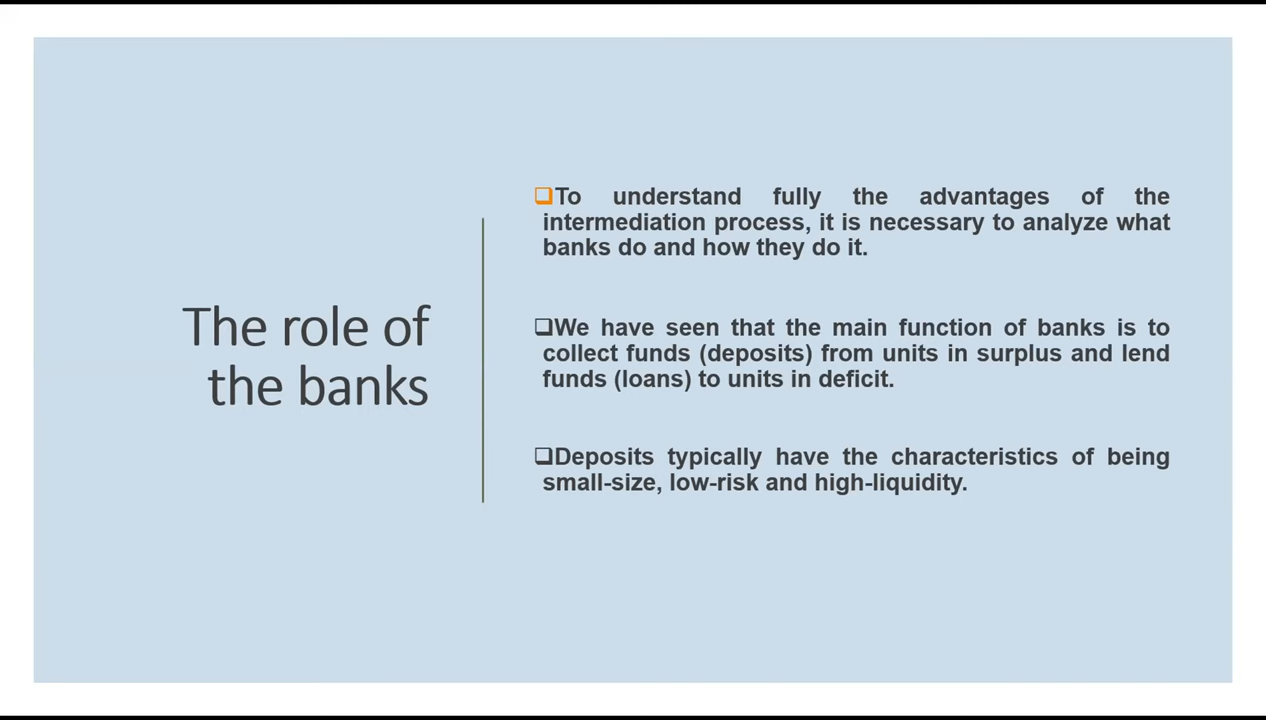 The role of
the banks
❑To understand fully the advantages of the
intermediation process, it is necessary to analyze what
banks do and how they do it.
❑We have seen that the main function of banks is to
collect funds (deposits) from units in surplus and lend
funds (loans) to units in deficit.
❑Deposits typically have the characteristics of being
small-size, low-risk and high-liquidity.